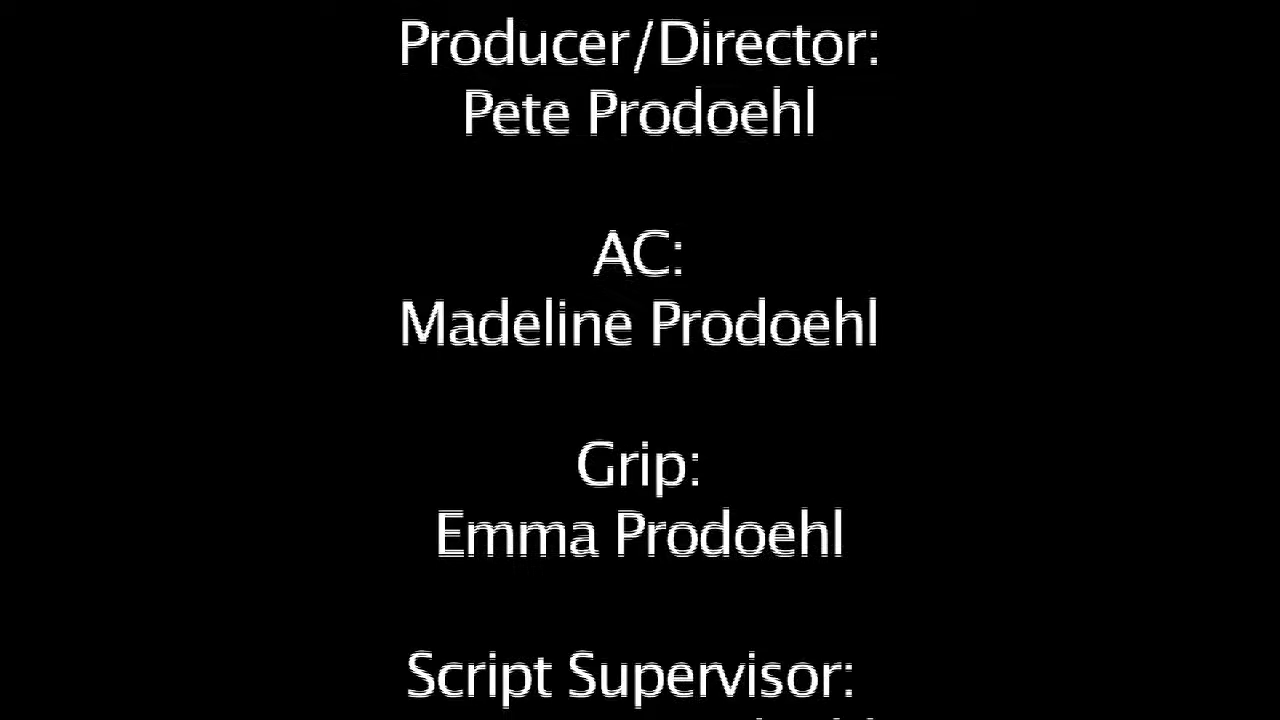 Producer/Director:
Pete Prodoehl
AC:
Madeline Prodoehl
Grip:
Emma Prodoehl
Script Supervisor: